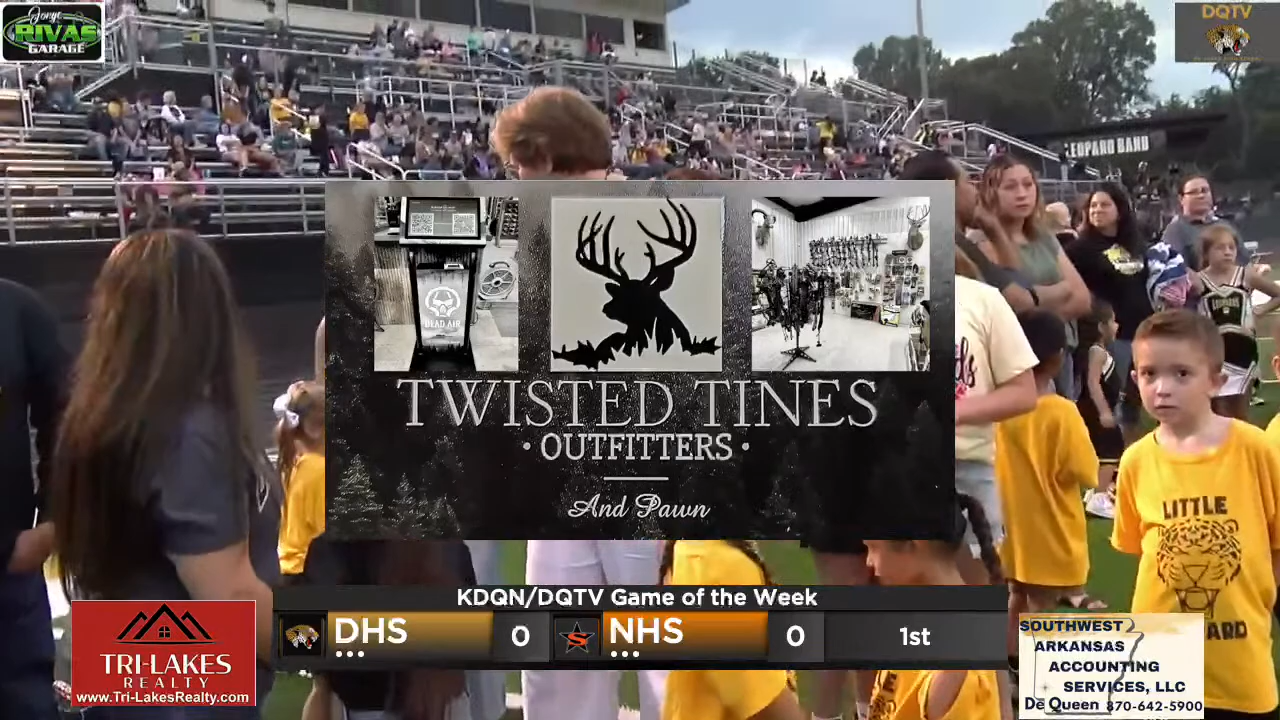 Jorge
RIVAS
GARAGE
DQTV
LEOPARD BAND
DEAD AIR
TWISTED TINES
• OUTFITTERS •
And Pawn
LEOPARDS
LITTLE
KDQN/DQTV Game of the Week
DHS 0 NHS 0 1st
TRI-LAKES
REALTY
www.Tri-LakesRealty.com
SOUTHWEST
ARKANSAS
ACCOUNTING
SERVICES, LLC
De Queen 870-642-5900